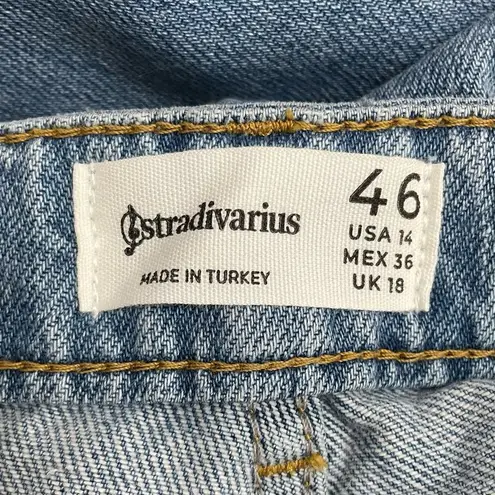 stradivarius
MADE IN TURKEY
46
USA 14
MEX 36
UK 18